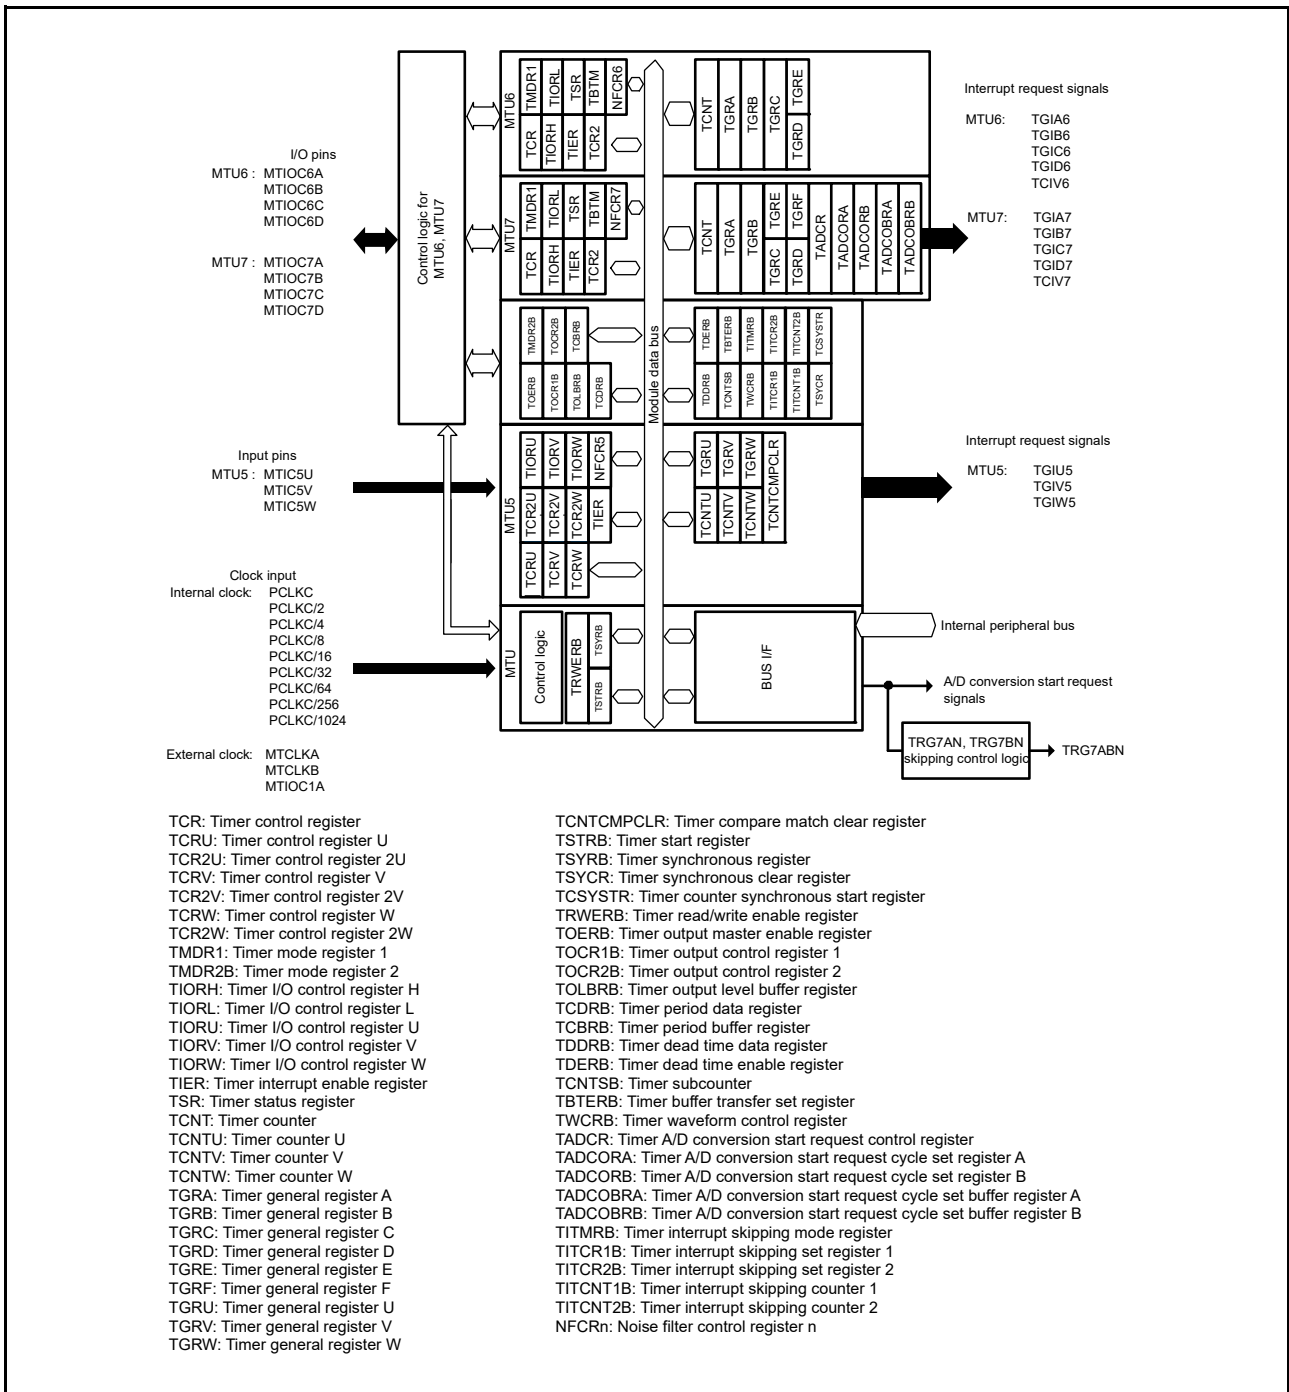 I/O pins
MTU6 : MTIOC6A
MTIOC6B
MTIOC6C
MTIOC6D
MTU7 : MTIOC7A
MTIOC7B
MTIOC7C
MTIOC7D
Input pins
MTU5 : MTIC5U
MTIC5V
MTIC5W
Clock input
Internal clock: PCLKC
PCLKC/2
PCLKC/4
PCLKC/8
PCLKC/16
PCLKC/32
PCLKC/64
PCLKC/256
PCLKC/1024
External clock: MTCLKA
MTCLKB
MTIOC1A
Control logic for
MTU6, MTU7
MTU6
TMDR1
TIORL
TSR
TBTM
NFCR6
TCR
TIORH
TIER
TCR2
TCNT
TGRA
TGRB
TGRC
TGRE
TGRD
MTU7
TMDR1
TIORL
TSR
TBTM
NFCR7
TCR
TIORH
TIER
TCR2
TCNT
TGRA
TGRB
TGRE
TGRF
TGRC
TGRD
TADCR
TADCORA
TADCORB
TADCOBRA
TADCOBRB
Module data bus
TMDR2B
TOCR2B
TCBRB
TOERB
TOCR1B
TOLBRB
TCDRB
TDERB
TBTERB
TITMRB
TITCR2B
TITCNT2B
TCSYSTR
TDDRB
TCNTSB
TWCRB
TITCR1B
TITCNT1B
TSYCR
MTU5
TIORU
TIORV
TIORW
NFCR5
TCR2U
TCR2V
TCR2W
TIER
TCRU
TCRV
TCRW
TGRU
TGRV
TGRW
TCNTCMPCLR
TCNTU
TCNTV
TCNTW
MTU
Control logic
TRWERB
TSYRB
TSTRB
BUS I/F
Interrupt request signals
MTU6: TGIA6
TGIB6
TGIC6
TGID6
TCIV6
MTU7: TGIA7
TGIB7
TGIC7
TGID7
TCIV7
Interrupt request signals
MTU5: TGIU5
TGIV5
TGIW5
Internal peripheral bus
A/D conversion start request
signals
TRG7AN, TRG7BN
skipping control logic
TRG7ABN
TCR: Timer control register
TCRU: Timer control register U
TCR2U: Timer control register 2U
TCRV: Timer control register V
TCR2V: Timer control register 2V
TCRW: Timer control register W
TCR2W: Timer control register 2W
TMDR1: Timer mode register 1
TMDR2B: Timer mode register 2
TIORH: Timer I/O control register H
TIORL: Timer I/O control register L
TIORU: Timer I/O control register U
TIORV: Timer I/O control register V
TIORW: Timer I/O control register W
TIER: Timer interrupt enable register
TSR: Timer status register
TCNT: Timer counter
TCNTU: Timer counter U
TCNTV: Timer counter V
TCNTW: Timer counter W
TGRA: Timer general register A
TGRB: Timer general register B
TGRC: Timer general register C
TGRD: Timer general register D
TGRE: Timer general register E
TGRF: Timer general register F
TGRU: Timer general register U
TGRV: Timer general register V
TGRW: Timer general register W
TCNTCMPCLR: Timer compare match clear register
TSTRB: Timer start register
TSYRB: Timer synchronous register
TSYCR: Timer synchronous clear register
TCSYSTR: Timer counter synchronous start register
TRWERB: Timer read/write enable register
TOERB: Timer output master enable register
TOCR1B: Timer output control register 1
TOCR2B: Timer output control register 2
TOLBRB: Timer output level buffer register
TCDRB: Timer period data register
TCBRB: Timer period buffer register
TDDRB: Timer dead time data register
TDERB: Timer dead time enable register
TCNTSB: Timer subcounter
TBTERB: Timer buffer transfer set register
TWCRB: Timer waveform control register
TADCR: Timer A/D conversion start request control register
TADCORA: Timer A/D conversion start request cycle set register A
TADCORB: Timer A/D conversion start request cycle set register B
TADCOBRA: Timer A/D conversion start request cycle set buffer register A
TADCOBRB: Timer A/D conversion start request cycle set buffer register B
TITMRB: Timer interrupt skipping mode register
TITCR1B: Timer interrupt skipping set register 1
TITCR2B: Timer interrupt skipping set register 2
TITCNT1B: Timer interrupt skipping counter 1
TITCNT2B: Timer interrupt skipping counter 2
NFCRn: Noise filter control register n